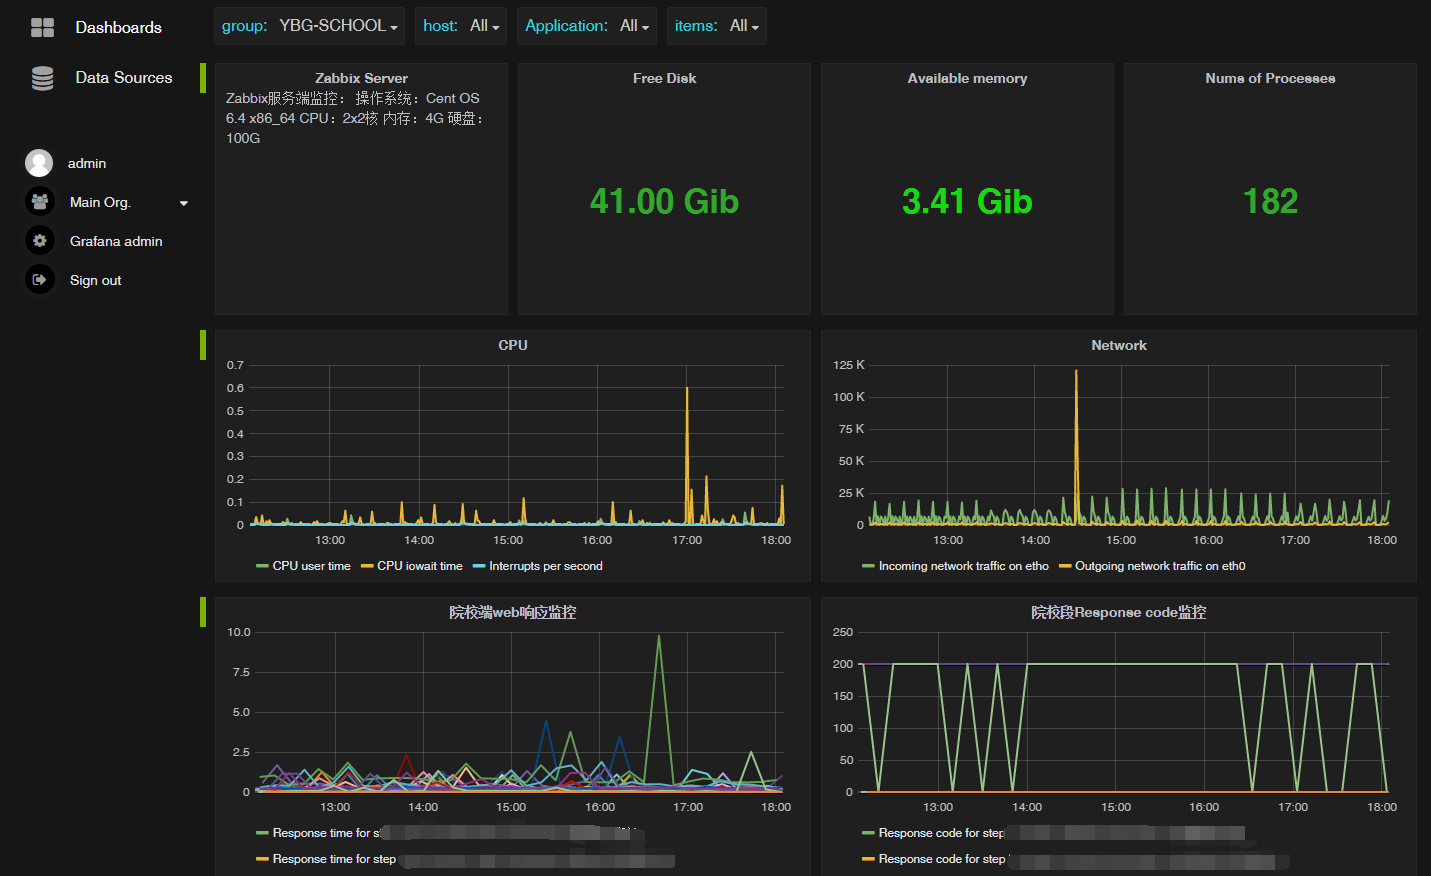 Dashboards
Data Sources
admin
Main Org.
Grafana admin
Sign out
group: YBG-SCHOOL host: All Application: All items: All
Zabbix Server
Zabbix服务端监控： 操作系统：Cent OS
6.4 x86_64 CPU：2x2核 内存：4G 硬盘：
100G
Free Disk
41.00 Gib
Available memory
3.41 Gib
Nums of Processes
182
CPU
0.7
0.6
0.5
0.4
0.3
0.2
0.1
0
13:00 14:00 15:00 16:00 17:00 18:00
CPU user time CPU iowait time Interrupts per second
Network
125 K
100 K
75 K
50 K
25 K
0
13:00 14:00 15:00 16:00 17:00 18:00
Incoming network traffic on etho Outgoing network traffic on eth0
院校端web响应监控
10.0
7.5
5.0
2.5
0
13:00 14:00 15:00 16:00 17:00 18:00
Response time for
Response time for step
院校段Response code监控
250
200
150
100
50
0
13:00 14:00 15:00 16:00 17:00 18:00
Response code for step
Response code for step